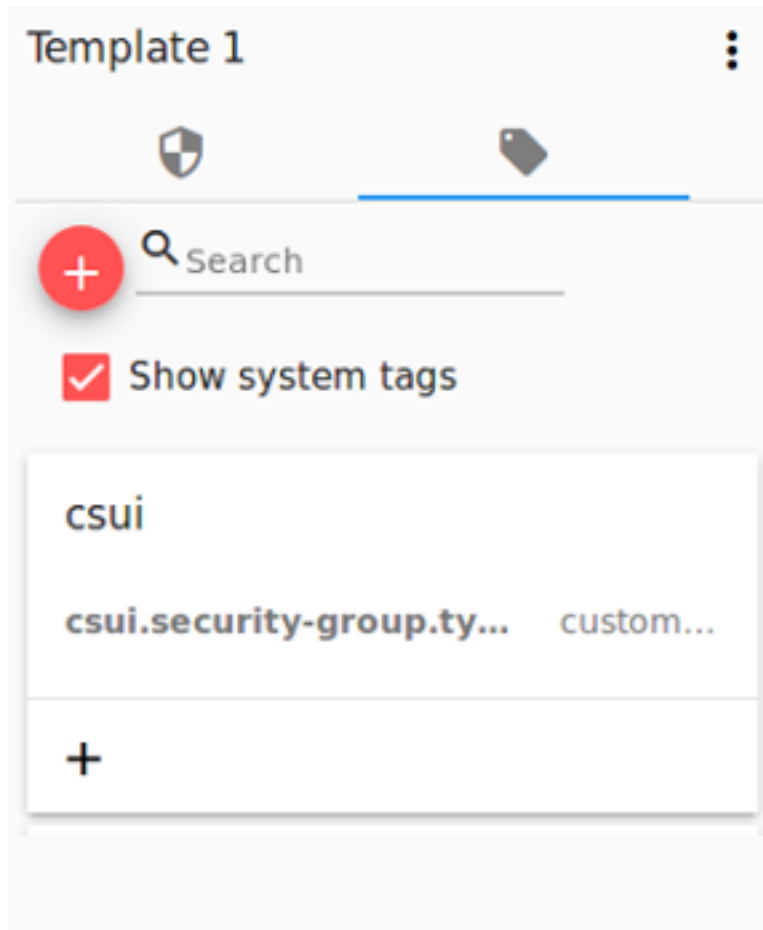 Template 1
Search
Show system tags
csui
csui.security-group.ty... custom...